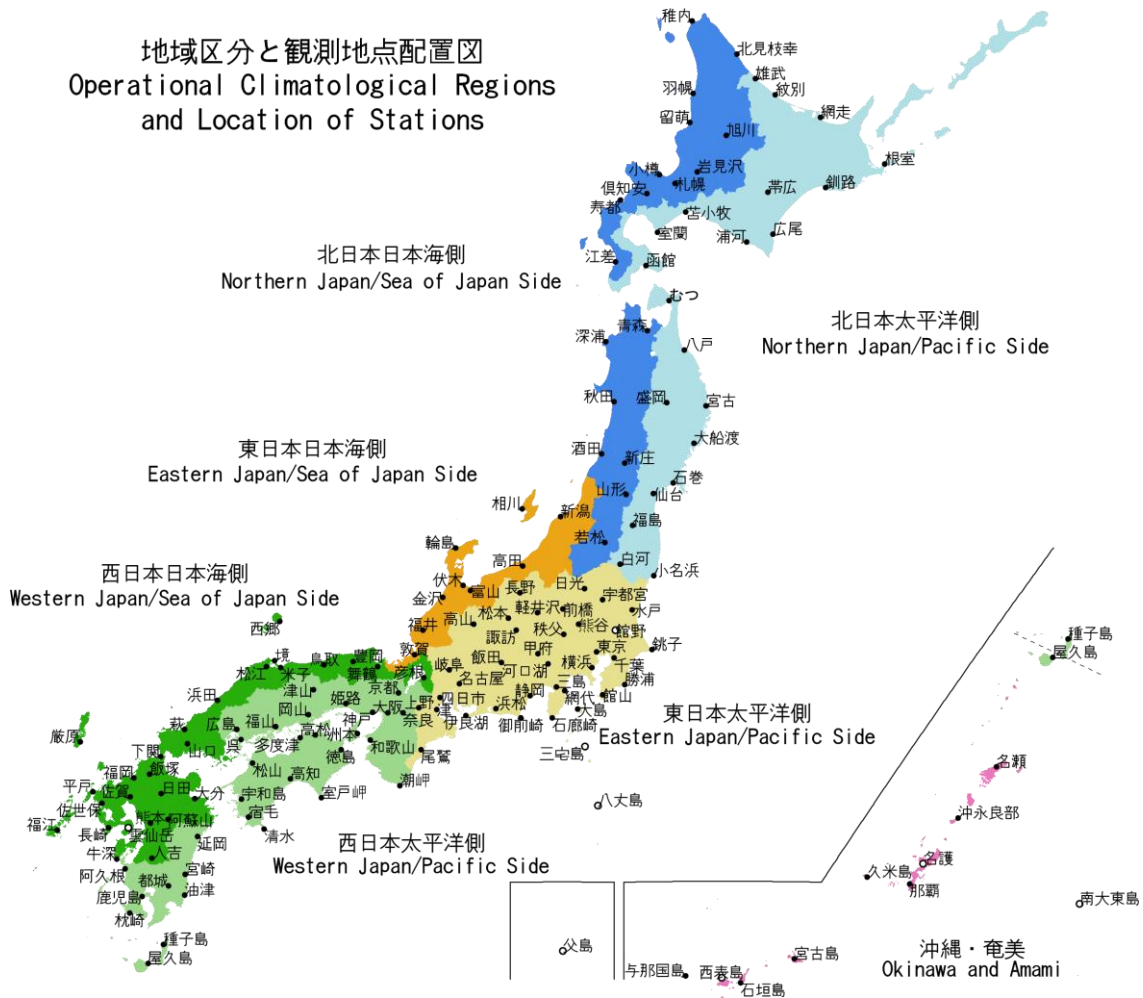 地域区分と観測地点配置図
Operational Climatological Regions
and Location of Stations
稚内
北見枝幸
雄武
紋別
羽幌
網走
留萌
旭川
根室
小樽
岩見沢
倶知安
札幌
帯広
釧路
寿都
苫小牧
室蘭
浦河
広尾
江差
函館
北日本日本海側
Northern Japan/Sea of Japan Side
むつ
青森
深浦
八戸
北日本太平洋側
Northern Japan/Pacific Side
秋田
盛岡
宮古
大船渡
酒田
新庄
石巻
山形
仙台
東日本日本海側
Eastern Japan/Sea of Japan Side
相川
新潟
福島
若松
輪島
白河
小名浜
高田
西日本日本海側
Western Japan/Sea of Japan Side
伏木
富山
長野
日光
金沢
宇都宮
軽井沢
前橋
水戸
高山
松本
熊谷
館野
福井
諏訪
秩父
西郷
敦賀
飯田
甲府
東京
銚子
境
鳥取
豊岡
岐阜
河口湖
横浜
千葉
松江
米子
舞鶴
彦根
名古屋
三島
勝浦
津山
姫路
京都
四日市
静岡
網代
館山
浜田
岡山
大阪
上野
津
浜松
大島
萩
広島
福山
神戸
奈良
伊良湖
御前崎
石廊崎
厳原
山口
呉
多度津
高松
洲本
和歌山
尾鷲
三宅島
東日本太平洋側
Eastern Japan/Pacific Side
下関
徳島
福岡
飯塚
松山
高知
潮岬
平戸
佐賀
日田
大分
宇和島
室戸岬
八丈島
佐世保
宿毛
福江
熊本
阿蘇山
長崎
雲仙岳
延岡
清水
西日本太平洋側
Western Japan/Pacific Side
牛深
人吉
阿久根
都城
宮崎
鹿児島
油津
枕崎
種子島
屋久島
種子島
屋久島
名瀬
沖永良部
名護
久米島
那覇
南大東島
父島
宮古島
与那国島
西表島
石垣島
沖縄・奄美
Okinawa and Amami